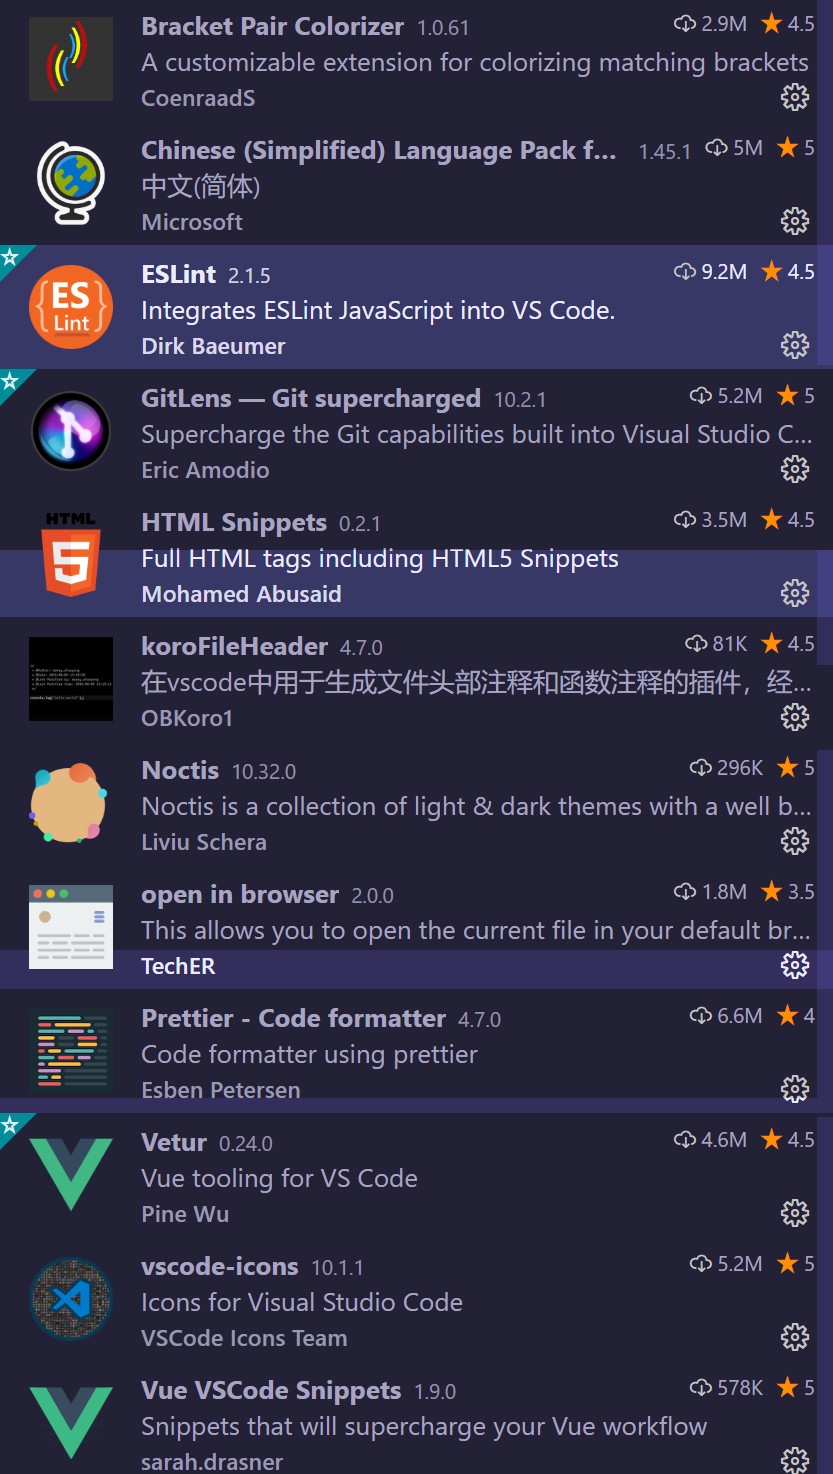 Bracket Pair Colorizer 1.0.61 2.9M 4.5
A customizable extension for colorizing matching brackets
CoenraadS
Chinese (Simplified) Language Pack f... 1.45.1 5M 5
中文(简体)
Microsoft
ESLint 2.1.5 9.2M 4.5
ES
Lint
Integrates ESLint JavaScript into VS Code.
Dirk Baeumer
GitLens — Git supercharged 10.2.1 5.2M 5
Supercharge the Git capabilities built into Visual Studio C...
Eric Amodio
HTML
HTML Snippets 0.2.1 3.5M 4.5
5
Full HTML tags including HTML5 Snippets
Mohamed Abusaid
koroFileHeader 4.7.0 81K 4.5
在vscode中用于生成文件头部注释和函数注释的插件，经...
OBKoro1
Noctis 10.32.0 296K 5
Noctis is a collection of light & dark themes with a well b...
Liviu Schera
open in browser 2.0.0 1.8M 3.5
This allows you to open the current file in your default br...
TechER
Prettier - Code formatter 4.7.0 6.6M 4
Code formatter using prettier
Esben Petersen
Vetur 0.24.0 4.6M 4.5
Vue tooling for VS Code
Pine Wu
vscode-icons 10.1.1 5.2M 5
Icons for Visual Studio Code
VSCode Icons Team
Vue VSCode Snippets 1.9.0 578K 5
Snippets that will supercharge your Vue workflow
sarah.drasner